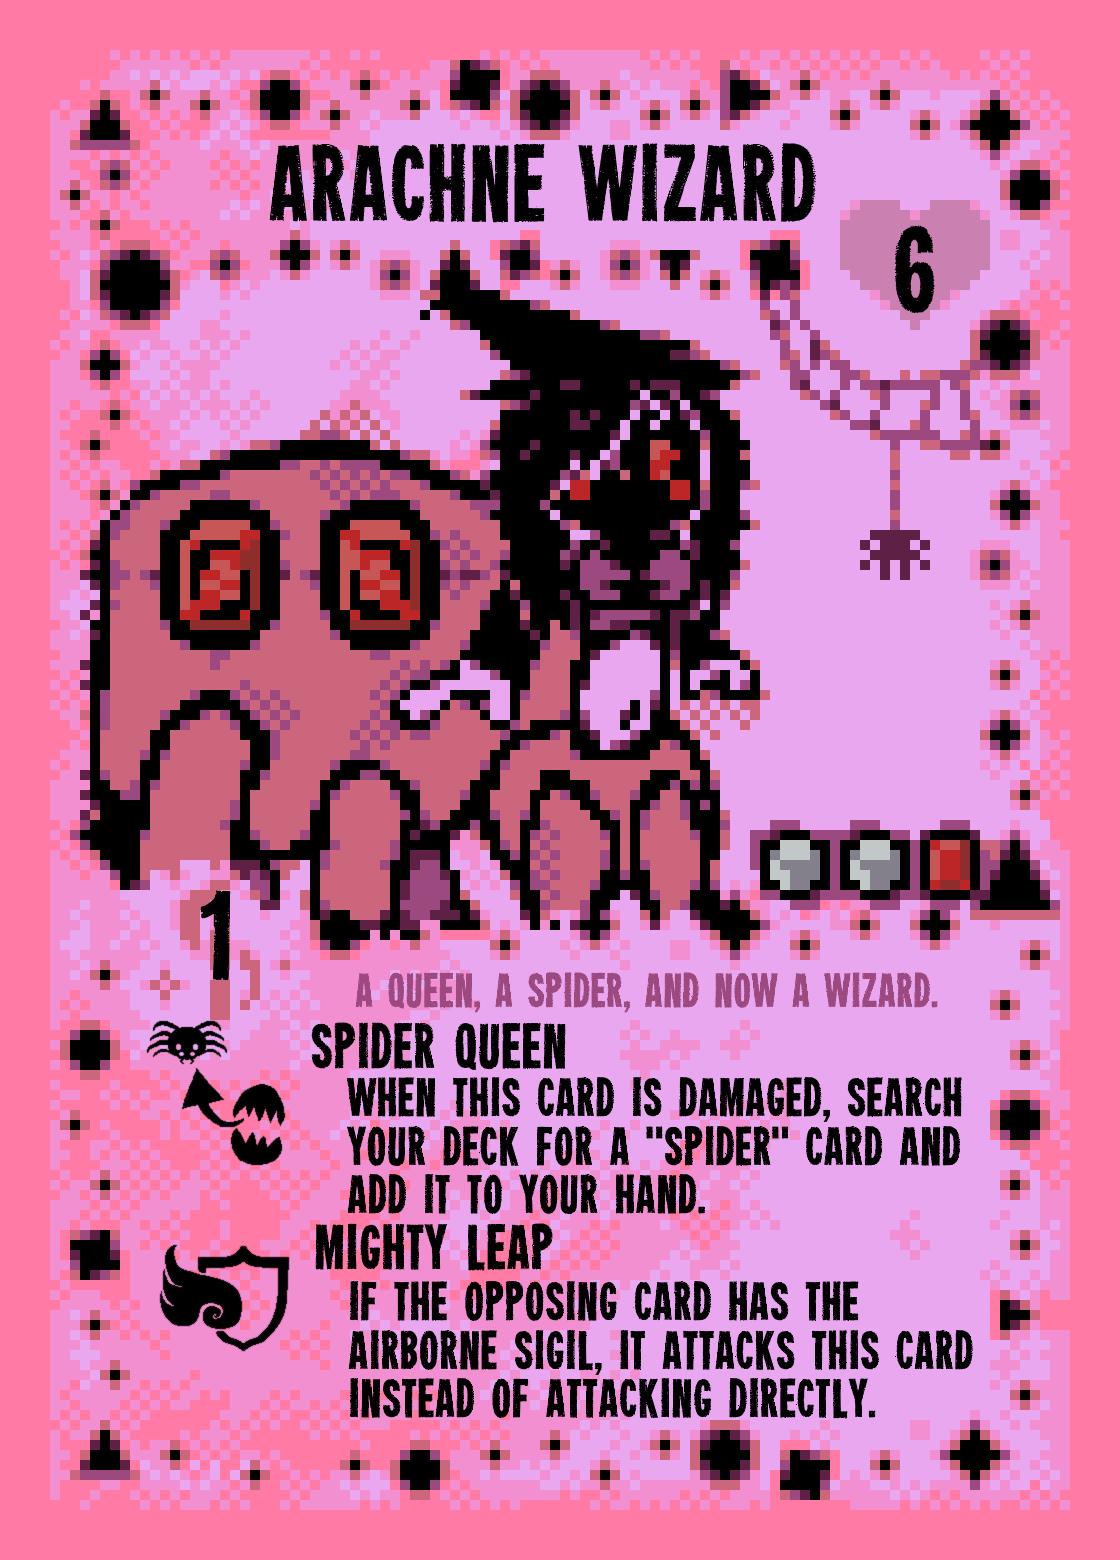 ARACHNE WIZARD
6
1
A QUEEN, A SPIDER, AND NOW A WIZARD.
SPIDER QUEEN
WHEN THIS CARD IS DAMAGED, SEARCH
YOUR DECK FOR A "SPIDER" CARD AND
ADD IT TO YOUR HAND.
MIGHTY LEAP
IF THE OPPOSING CARD HAS THE
AIRBORNE SIGIL, IT ATTACKS THIS CARD
INSTEAD OF ATTACKING DIRECTLY.